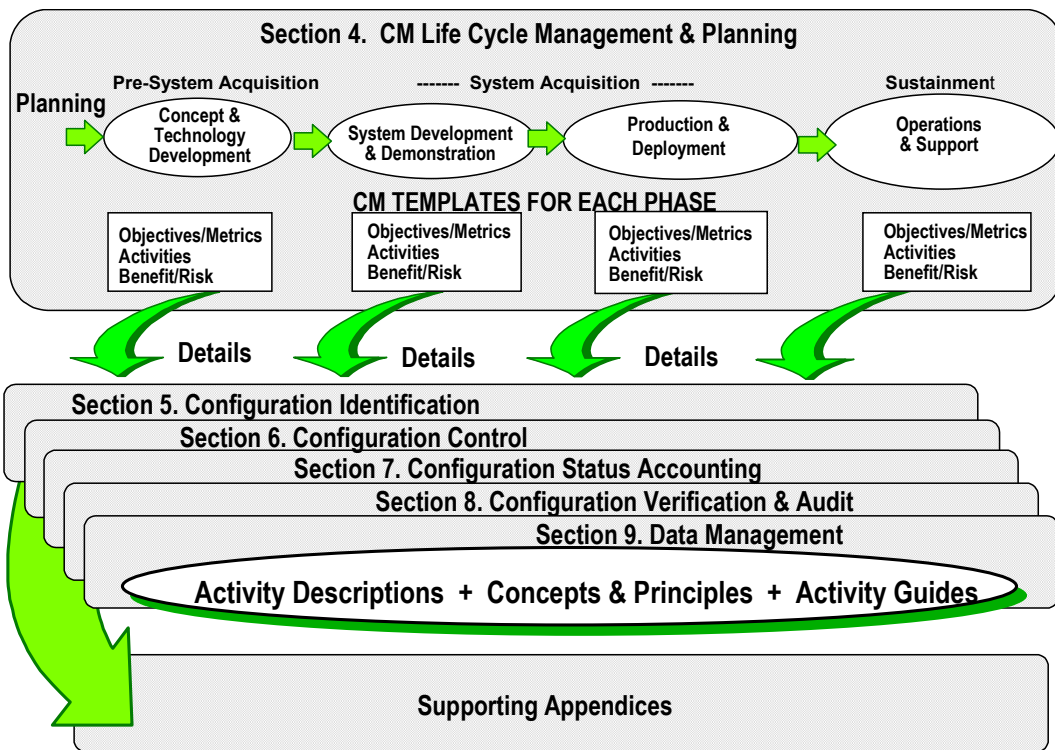 Section 4.  CM Life Cycle Management & Planning
Pre-System Acquisition
-------  System Acquisition  -------
Sustainment
Planning
Concept &
Technology
Development
System Development
& Demonstration
Production &
Deployment
Operations
& Support
CM TEMPLATES FOR EACH PHASE
Objectives/Metrics
Activities
Benefit/Risk
Objectives/Metrics
Activities
Benefit/Risk
Objectives/Metrics
Activities
Benefit/Risk
Objectives/Metrics
Activities
Benefit/Risk
Details
Details
Details
Section 5. Configuration Identification
Section 6. Configuration Control
Section 7. Configuration Status Accounting
Section 8. Configuration Verification & Audit
Section 9. Data Management
Activity Descriptions  +  Concepts & Principles  +  Activity Guides
Supporting Appendices